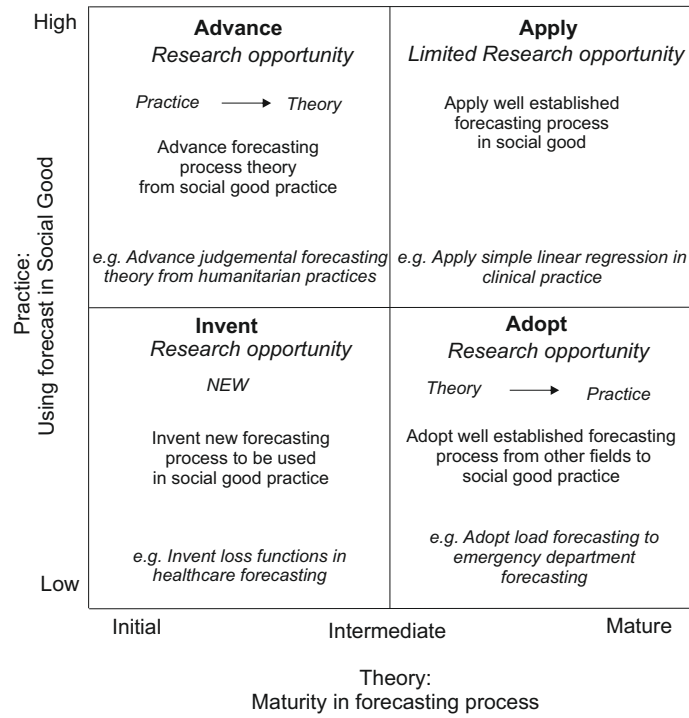 High
Advance
Research opportunity
Practice Theory
Advance forecasting
process theory
from social good practice
e.g. Advance judgemental forecasting
theory from humanitarian practices
Apply
Limited Research opportunity
Apply well established
forecasting process
in social good
e.g. Apply simple linear regression in
clinical practice
Practice:
Using forecast in Social Good
Invent
Research opportunity
NEW
Invent new forecasting
process to be used
in social good practice
e.g. Invent loss functions in
healthcare forecasting
Adopt
Research opportunity
Theory Practice
Adopt well established forecasting
process from other fields to
social good practice
e.g. Adopt load forecasting to
emergency department
forecasting
Low
Initial Intermediate Mature
Theory:
Maturity in forecasting process